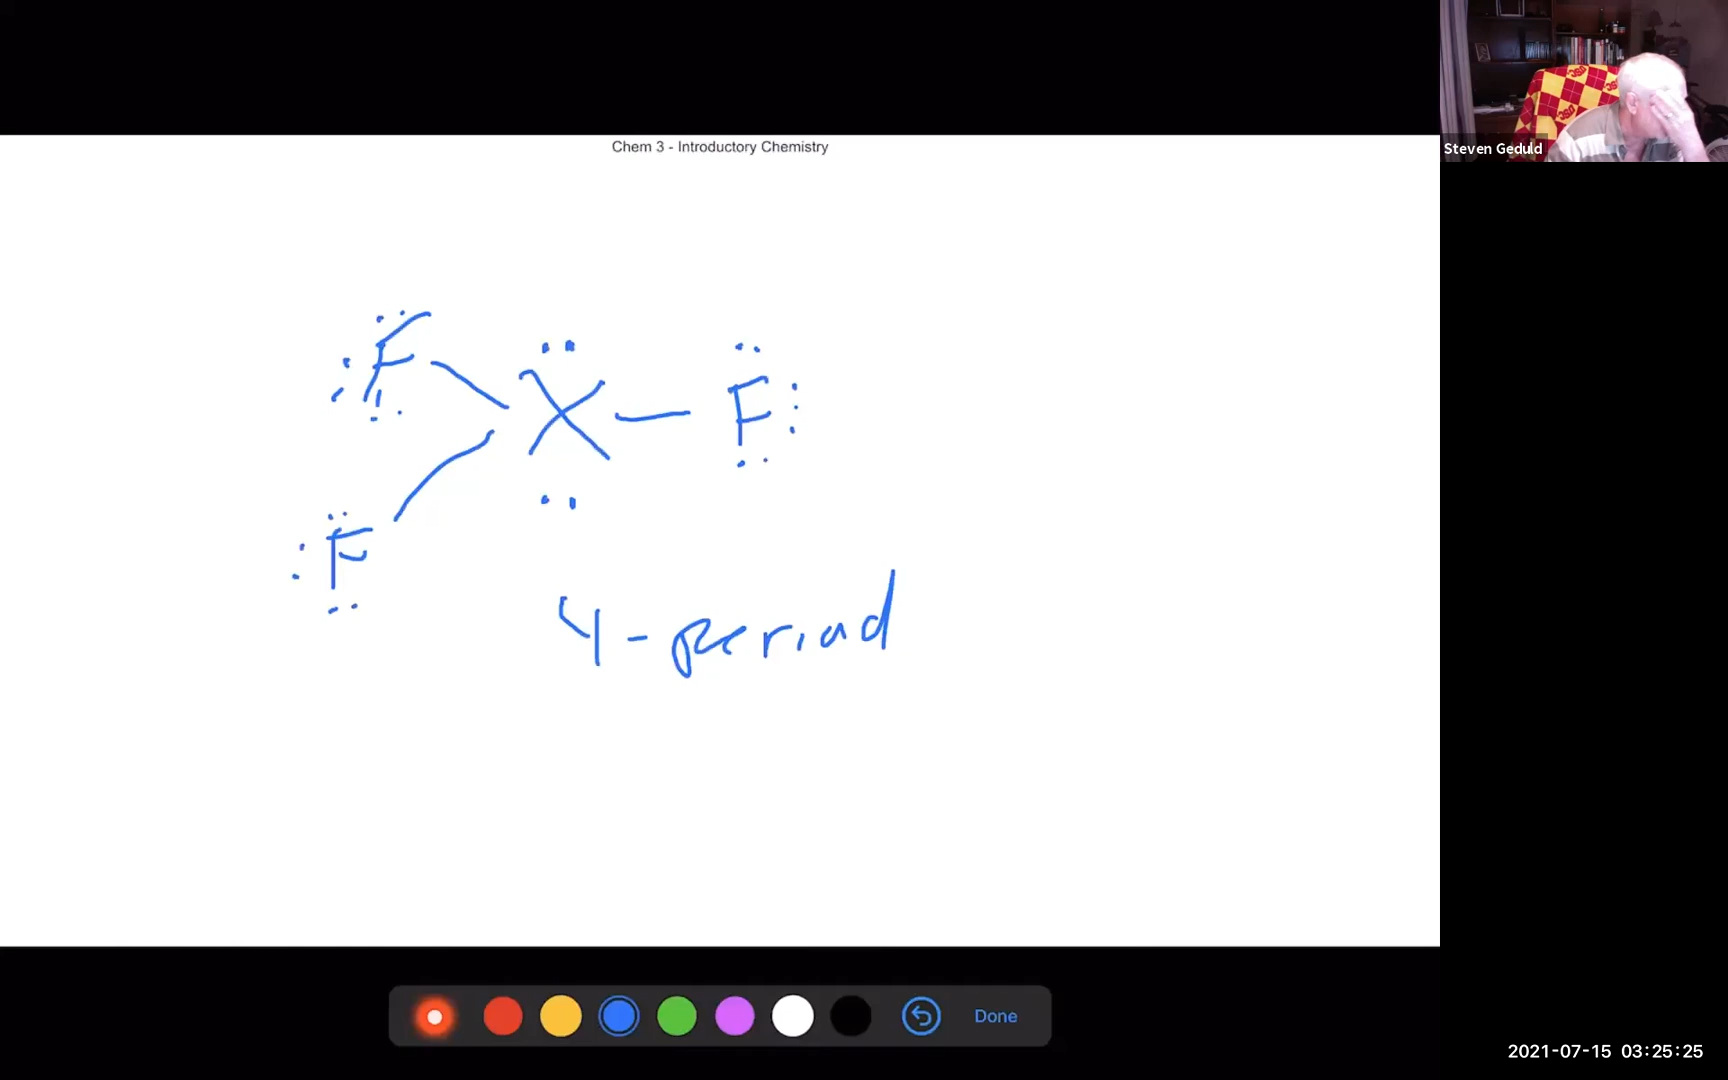 Chem 3 - Introductory Chemistry
Steven Geduld
F X F
F
4 - period
Done
2021-07-15 03:25:25